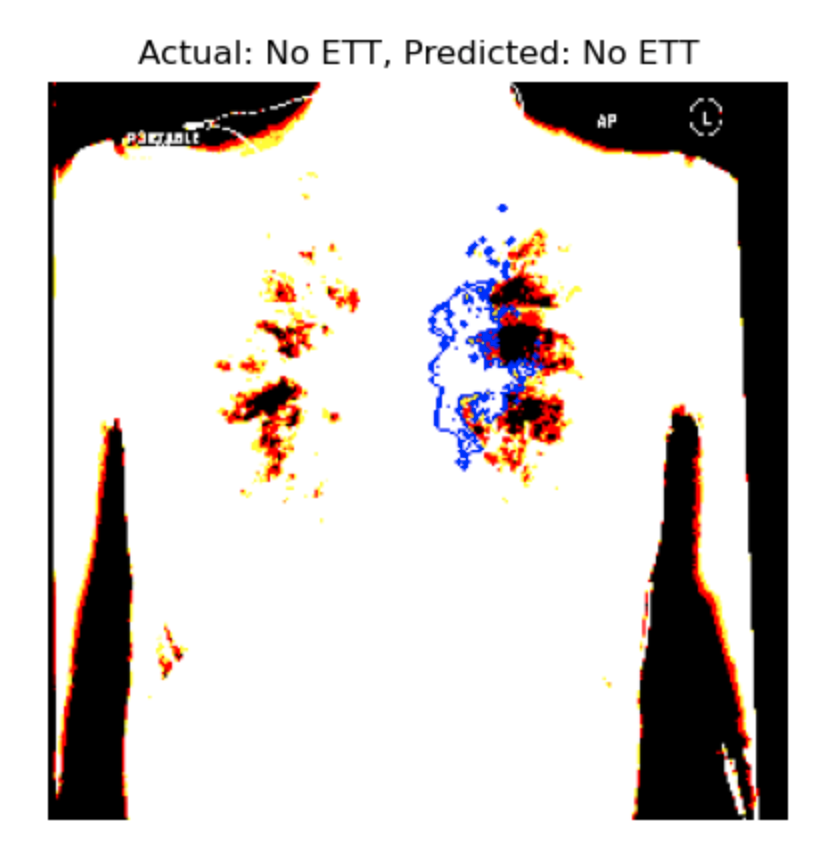 Actual: No ETT, Predicted: No ETT
PORTABLE
AP
L